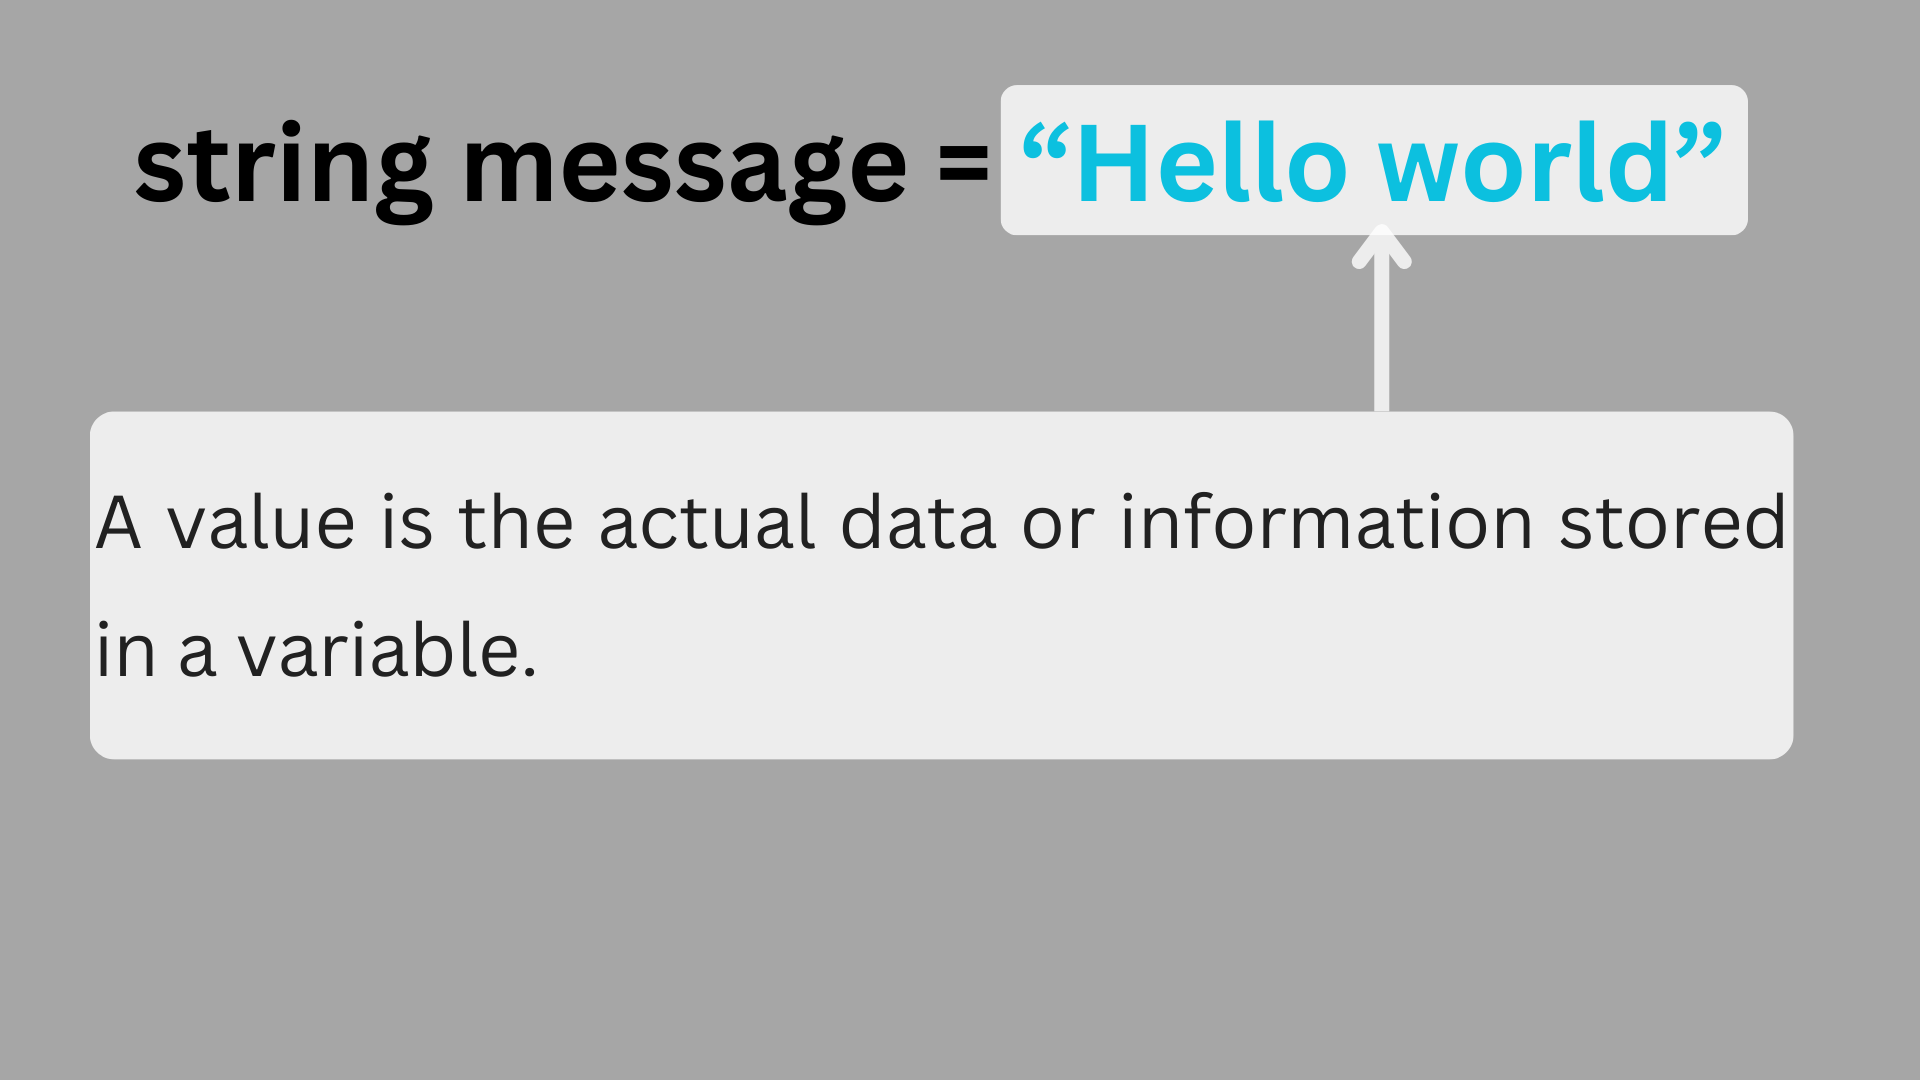 string message = “Hello world”
A value is the actual data or information stored
in a variable.